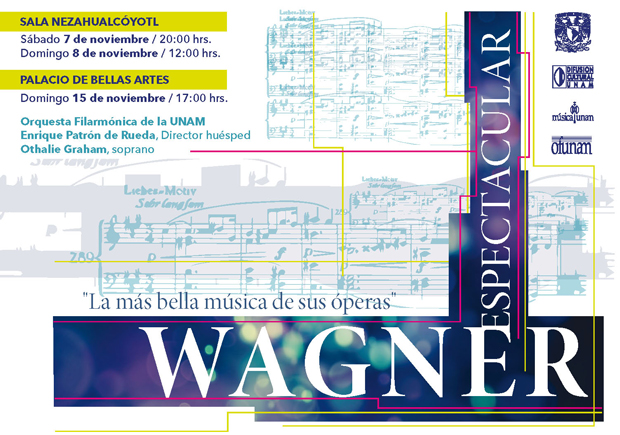 SALA NEZAHUALCÓYOTL
Sábado 7 de noviembre / 20:00 hrs.
Domingo 8 de noviembre / 12:00 hrs.
PALACIO DE BELLAS ARTES
Domingo 15 de noviembre / 17:00 hrs.
Orquesta Filarmónica de la UNAM
Enrique Patrón de Rueda, Director huésped
Othalie Graham, soprano
DIFUSIÓN
CULTURAL
UNAM
música unam
ofunam
Liebes-Motiv
Sehr langsam
789
"La más bella música de sus óperas"
WAGNER
ESPECTACULAR